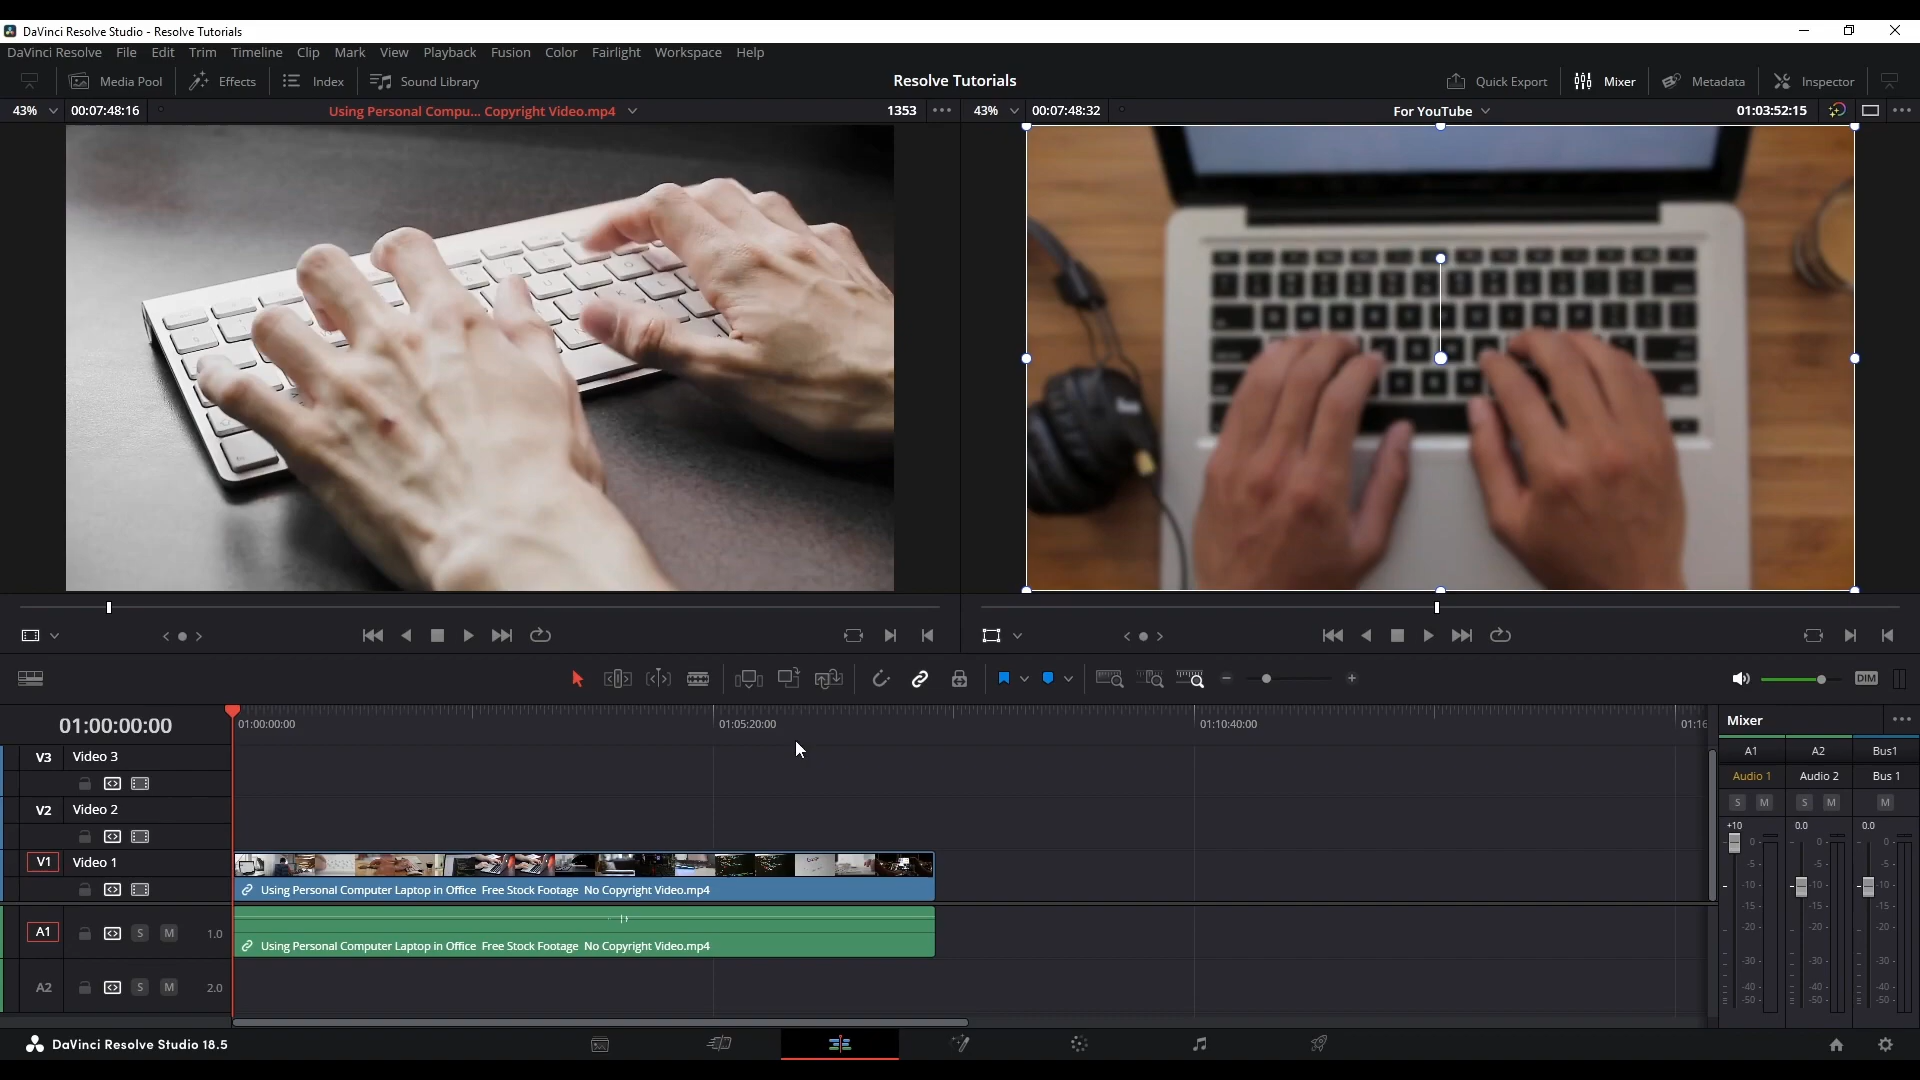 DaVinci Resolve Studio - Resolve Tutorials
DaVinci Resolve File Edit Trim Timeline Clip Mark View Playback Fusion Color Fairlight Workspace Help
Media Pool Effects Index Sound Library Resolve Tutorials Quick Export Mixer Metadata Inspector
43% 00:07:48:16 Using Personal Compu... Copyright Video.mp4 1353 ••• 43% 00:07:48:32 For YouTube 01:03:52:15 •••
DIM
01:00:00:00 01:00:00:00 01:05:20:00 01:10:40:00 01:16
Mixer •••
V3 Video 3
A1 A2 Bus1
Audio 1 Audio 2 Bus 1
S M S M M
V2 Video 2
+10 0.0 0.0
0 0 0
-5 -5 -5
-10 -10 -10
-15 -15 -15
-20 -20 -20
-30 -30 -30
-40 -40 -40
-50 -50 -50
V1 Video 1
Using Personal Computer Laptop in Office Free Stock Footage No Copyright Video.mp4
A1 S M 1.0
Using Personal Computer Laptop in Office Free Stock Footage No Copyright Video.mp4
A2 S M 2.0
DaVinci Resolve Studio 18.5